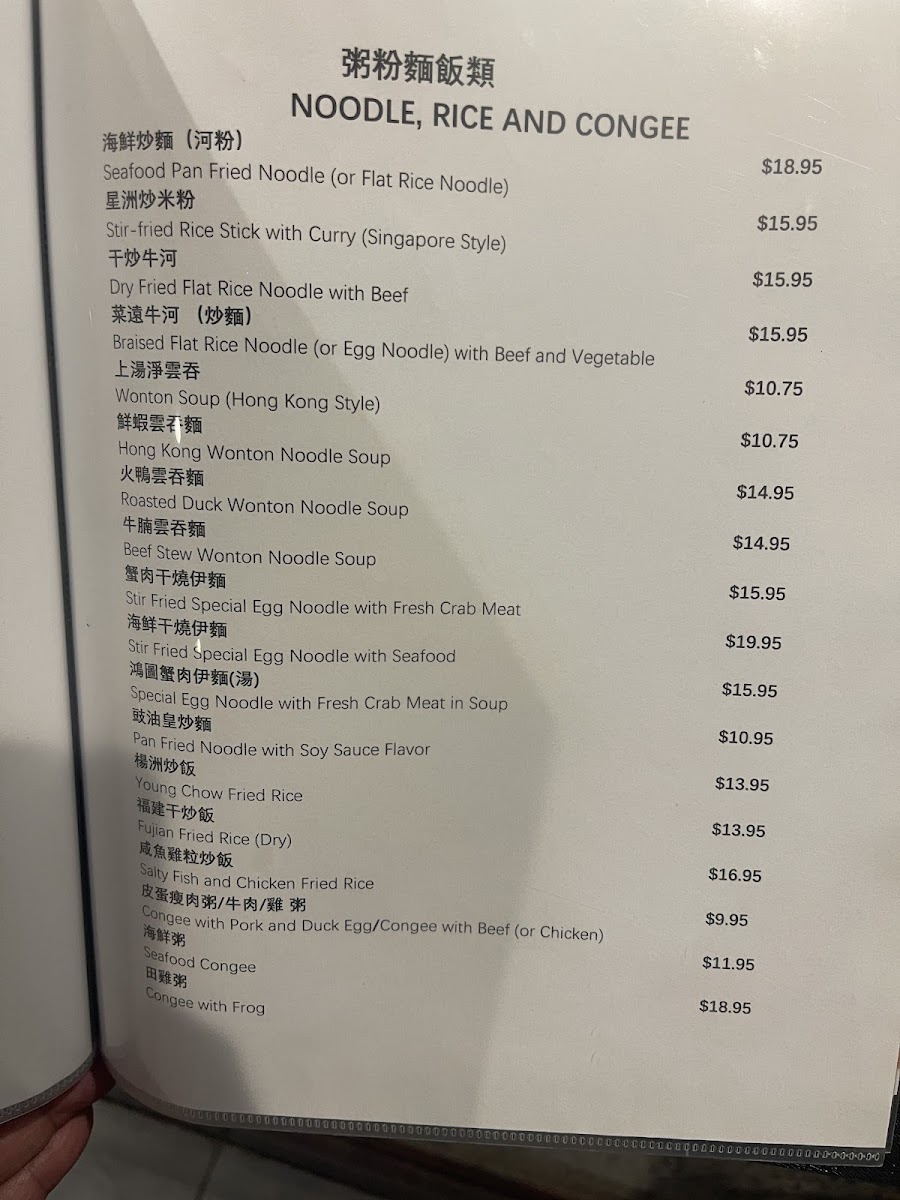 粥粉麵飯類
NOODLE, RICE AND CONGEE
海鮮炒麵（河粉）
Seafood Pan Fried Noodle (or Flat Rice Noodle) $18.95
星洲炒米粉
Stir-fried Rice Stick with Curry (Singapore Style) $15.95
干炒牛河
Dry Fried Flat Rice Noodle with Beef $15.95
菜遠牛河 （炒麵）
Braised Flat Rice Noodle (or Egg Noodle) with Beef and Vegetable $15.95
上湯淨雲吞
Wonton Soup (Hong Kong Style) $10.75
鮮蝦雲吞麵
Hong Kong Wonton Noodle Soup $10.75
火鴨雲吞麵
Roasted Duck Wonton Noodle Soup $14.95
牛腩雲吞麵
Beef Stew Wonton Noodle Soup $14.95
蟹肉干燒伊麵
Stir Fried Special Egg Noodle with Fresh Crab Meat $15.95
海鮮干燒伊麵
Stir Fried Special Egg Noodle with Seafood $19.95
鴻圖蟹肉伊麵(湯)
Special Egg Noodle with Fresh Crab Meat in Soup $15.95
豉油皇炒麵
Pan Fried Noodle with Soy Sauce Flavor $10.95
楊洲炒飯
Young Chow Fried Rice $13.95
福建干炒飯
Fujian Fried Rice (Dry) $13.95
咸魚雞粒炒飯
Salty Fish and Chicken Fried Rice $16.95
皮蛋瘦肉粥/牛肉/雞 粥
Congee with Pork and Duck Egg/Congee with Beef (or Chicken) $9.95
海鮮粥
Seafood Congee $11.95
田雞粥
Congee with Frog $18.95